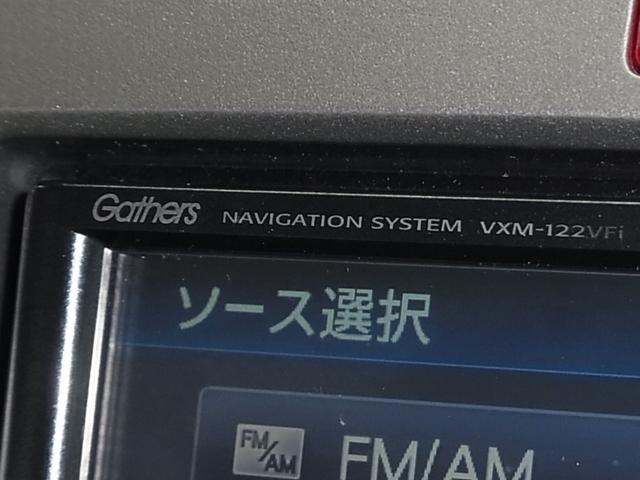 Gathers NAVIGATION SYSTEM VXM-122VFi
ソース選択
FM/AM FM/AM